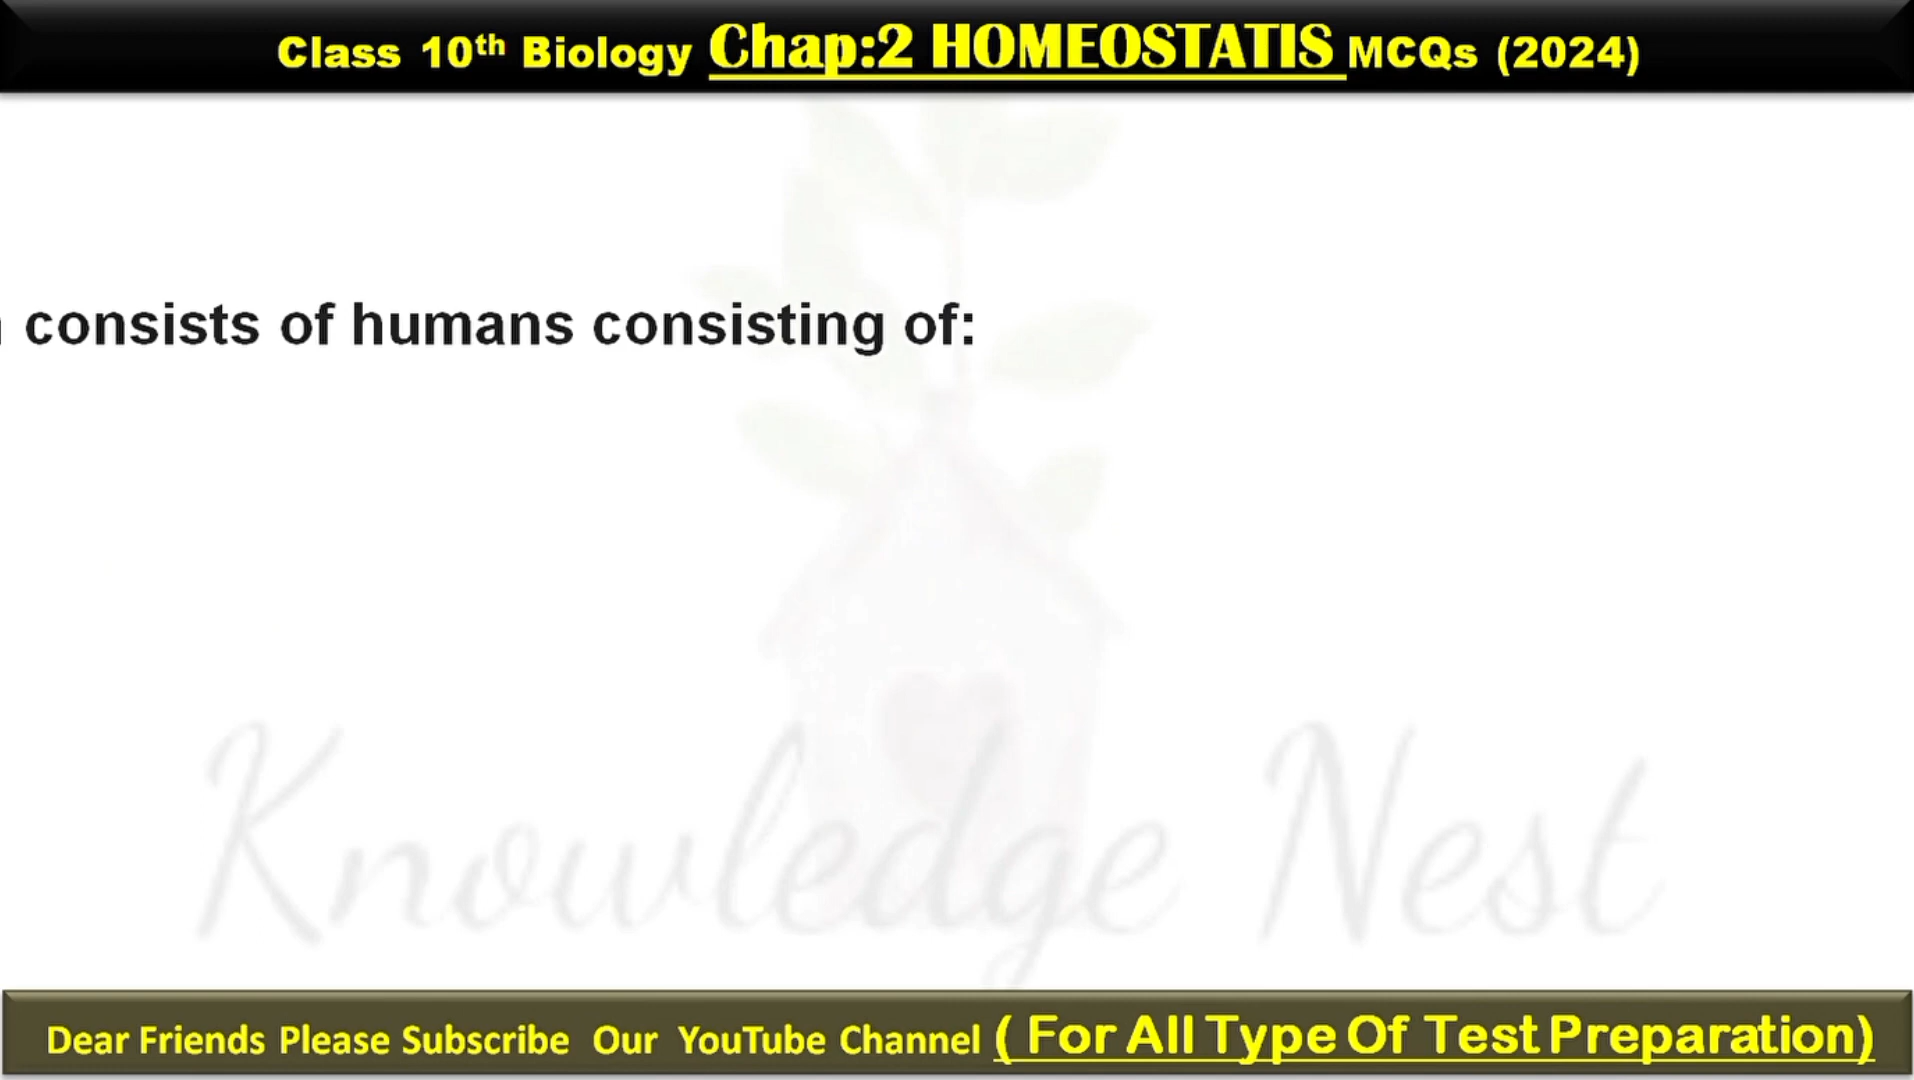 Class 10th Biology Chap:2 HOMEOSTATIS MCQs (2024)
consists of humans consisting of:
Knowledge Nest
Dear Friends Please Subscribe Our YouTube Channel ( For All Type Of Test Preparation)